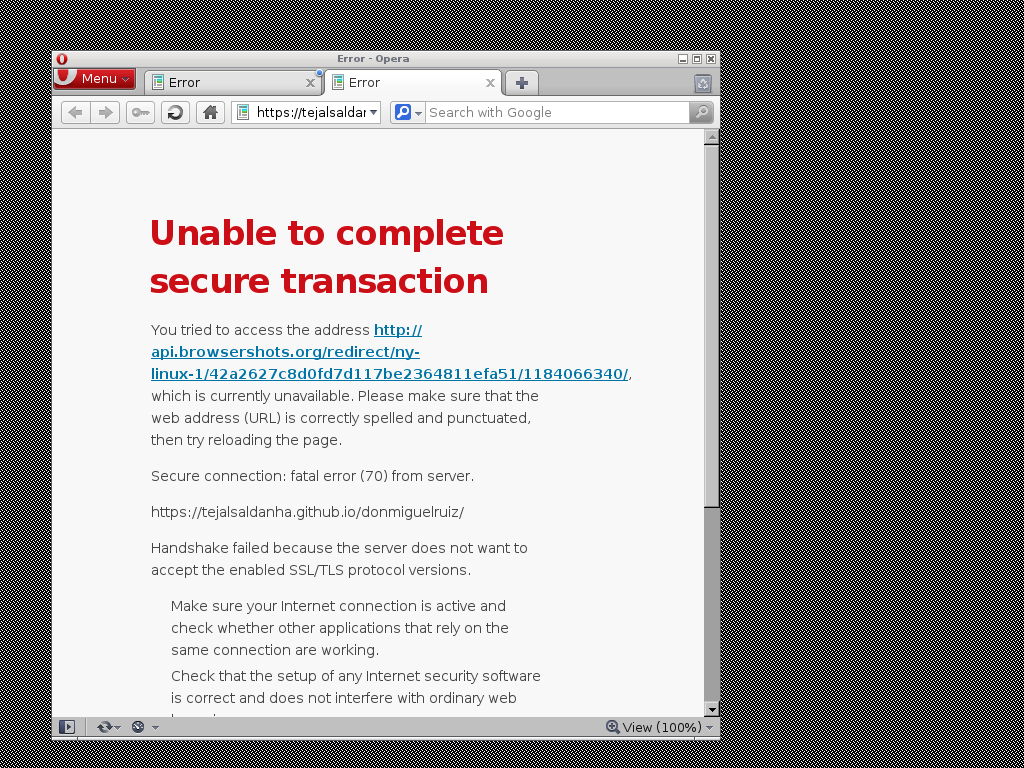 Error - Opera
Menu
Error
Error
https://tejalsaldar
Search with Google
Unable to complete
secure transaction
You tried to access the address http://
api.browsershots.org/redirect/ny-
linux-1/42a2627c8d0fd7d117be2364811efa51/1184066340/,
which is currently unavailable. Please make sure that the
web address (URL) is correctly spelled and punctuated,
then try reloading the page.
Secure connection: fatal error (70) from server.
https://tejalsaldanha.github.io/donmiguelruiz/
Handshake failed because the server does not want to
accept the enabled SSL/TLS protocol versions.
Make sure your Internet connection is active and
check whether other applications that rely on the
same connection are working.
Check that the setup of any Internet security software
is correct and does not interfere with ordinary web
View (100%)